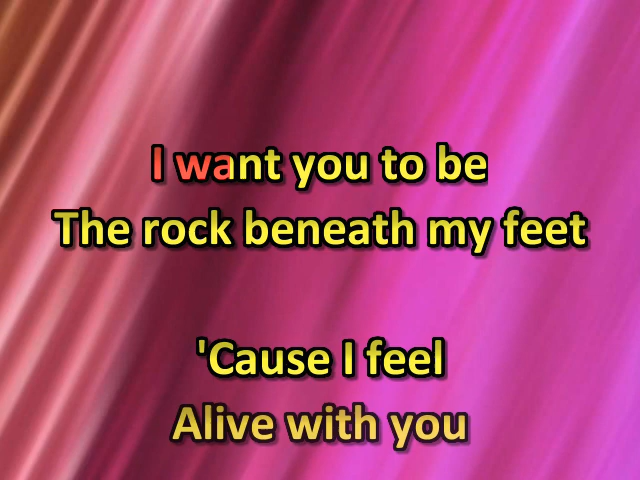 I want you to be
The rock beneath my feet
'Cause I feel
Alive with you